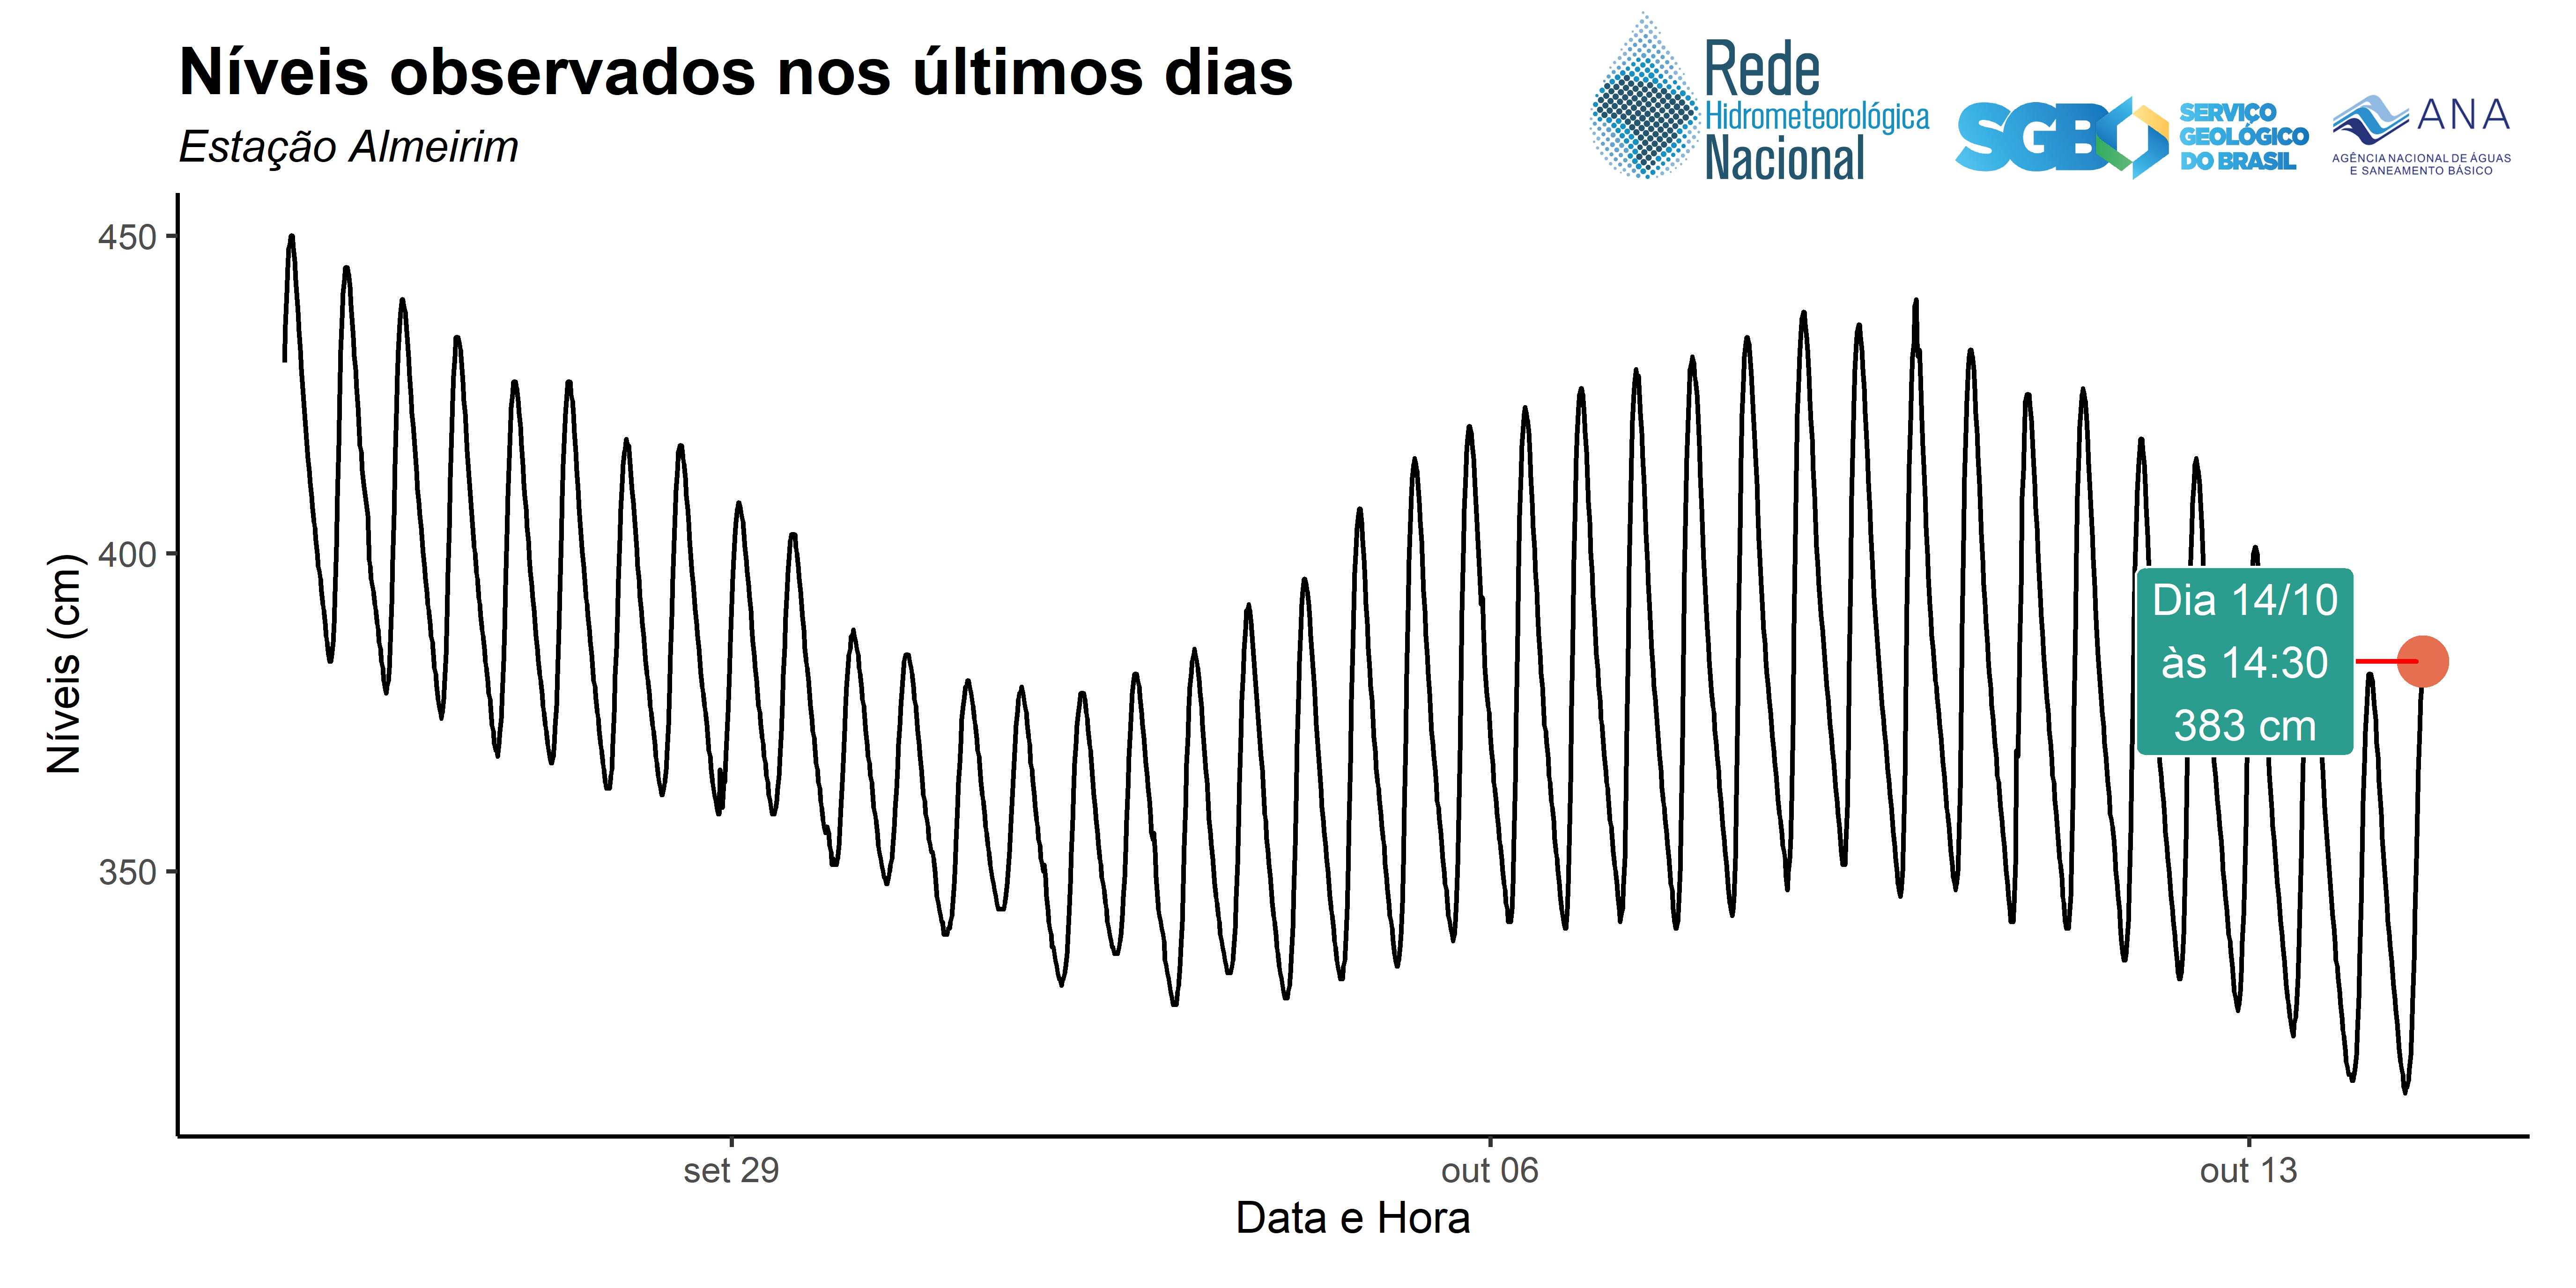 Níveis observados nos últimos dias
Estação Almeirim
Rede
Hidrometeorológica
Nacional
SGB
SERVIÇO
GEOLÓGICO
DO BRASIL
ANA
AGÊNCIA NACIONAL DE ÁGUAS
E SANEAMENTO BÁSICO
Níveis (cm)
450
400
350
Dia 14/10
às 14:30
383 cm
set 29
out 06
out 13
Data e Hora